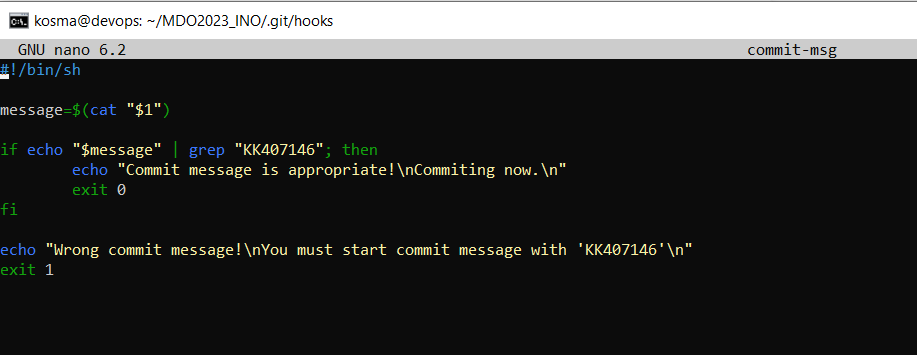 kosma@devops: ~/MDO2023_INO/.git/hooks
GNU nano 6.2 commit-msg
#!/bin/sh
message=$(cat "$1")
if echo "$message" | grep "KK407146"; then
echo "Commit message is appropriate!\nCommiting now.\n"
exit 0
fi
echo "Wrong commit message!\nYou must start commit message with 'KK407146'\n"
exit 1